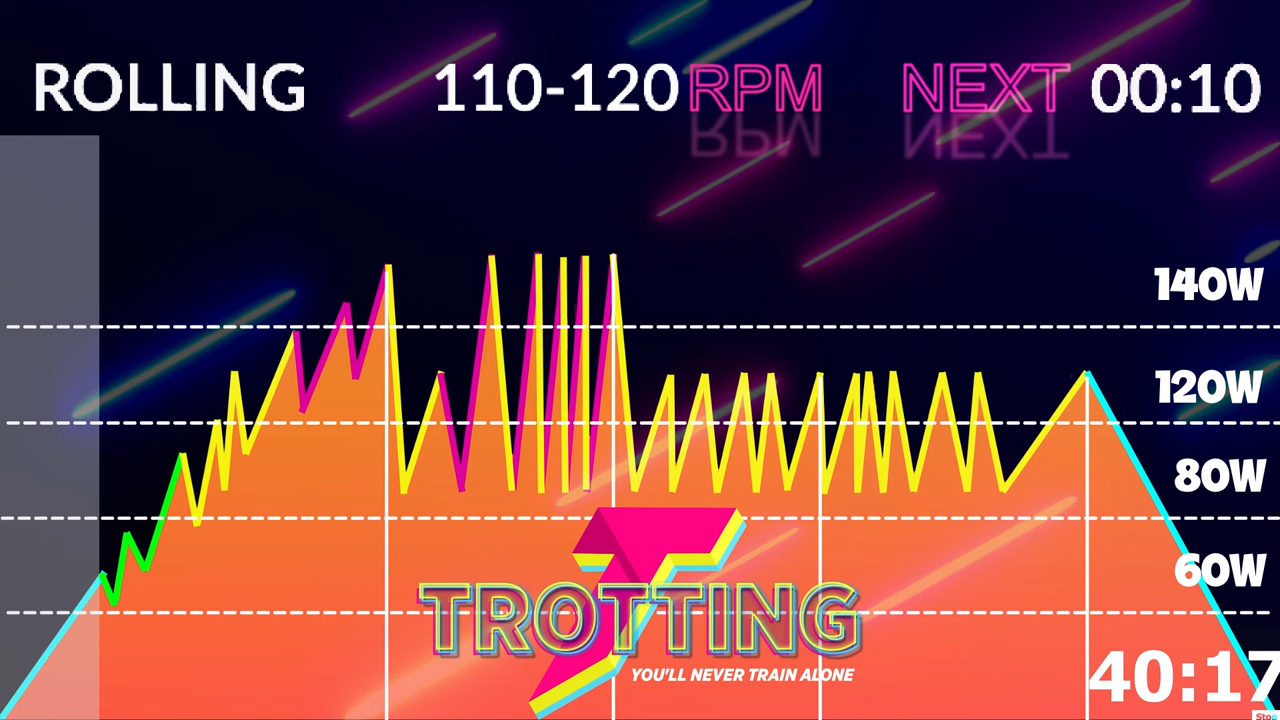 ROLLING 110-120 RPM NEXT 00:10
140W
120W
80W
60W
TROTTING
YOU'LL NEVER TRAIN ALONE
40:17